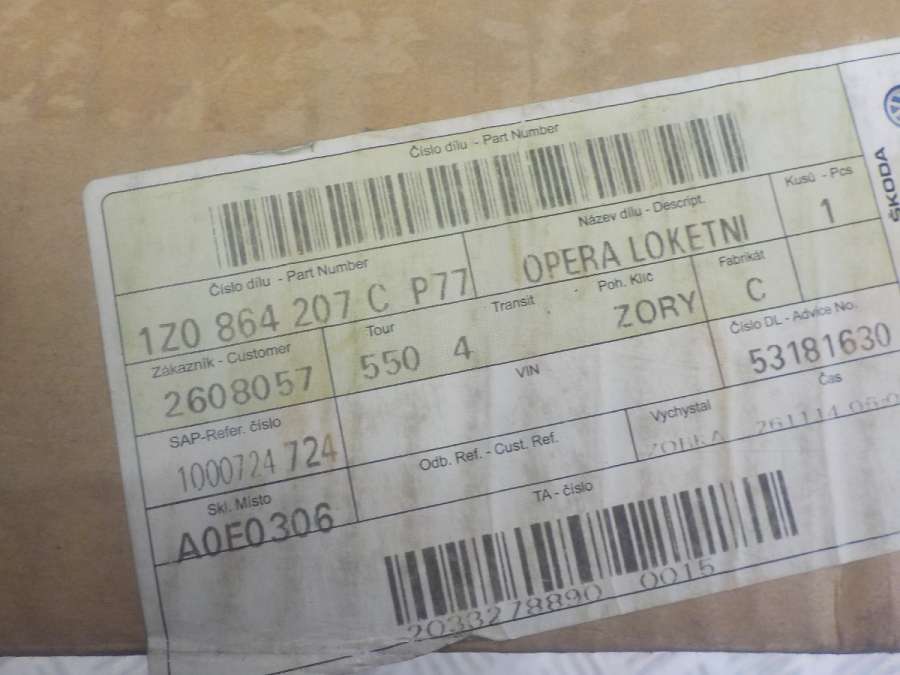 Číslo dílu - Part Number
Číslo dílu - Part Number
1Z0 864 207 C P77
Název dílu - Descript.
OPERA LOKETNI
Kusů - Pcs
1
ŠKODA
Zákazník - Customer
2608057
Tour
550 4
Transit
Poh. Klíč
ZORY
Fabrikát
C
SAP-Refer. číslo
1000724 724
VIN
Číslo DL - Advice No.
53181630
Skl. Místo
A0E0306
Odb. Ref. - Cust. Ref.
Vychystal
Čas
261114
TA - číslo
2033278890 0015